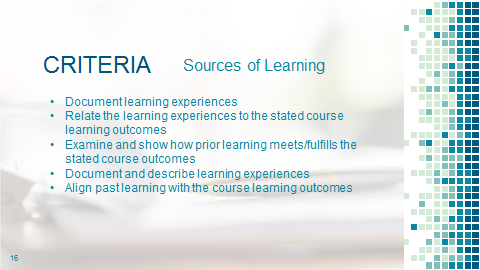 CRITERIA Sources of Learning
• Document learning experiences
• Relate the learning experiences to the stated course
learning outcomes
• Examine and show how prior learning meets/fulfills the
stated course outcomes
• Document and describe learning experiences
• Align past learning with the course learning outcomes
16